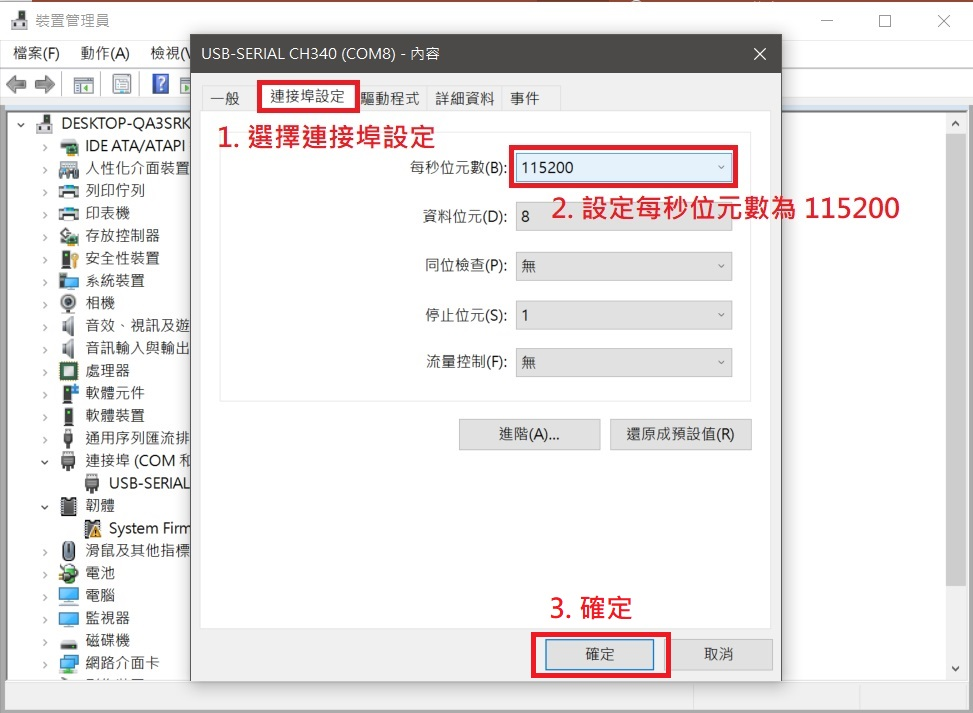 裝置管理員
檔案(F) 動作(A) 檢視(V
USB-SERIAL CH340 (COM8) - 內容
一般 連接埠設定 驅動程式 詳細資料 事件
1. 選擇連接埠設定
每秒位元數(B): 115200
2. 設定每秒位元數為 115200
資料位元(D): 8
同位檢查(P): 無
停止位元(S): 1
流量控制(F): 無
進階(A)... 還原成預設值(R)
3. 確定
確定 取消
DESKTOP-QA3SRK
IDE ATA/ATAPI
人性化介面裝置
列印佇列
印表機
存放控制器
安全性裝置
系統裝置
相機
音效、視訊及遊
音訊輸入與輸出
處理器
軟體元件
軟體裝置
通用序列匯流排
連接埠 (COM 和
USB-SERIAL
韌體
System Firm
滑鼠及其他指標
電池
電腦
監視器
磁碟機
網路介面卡